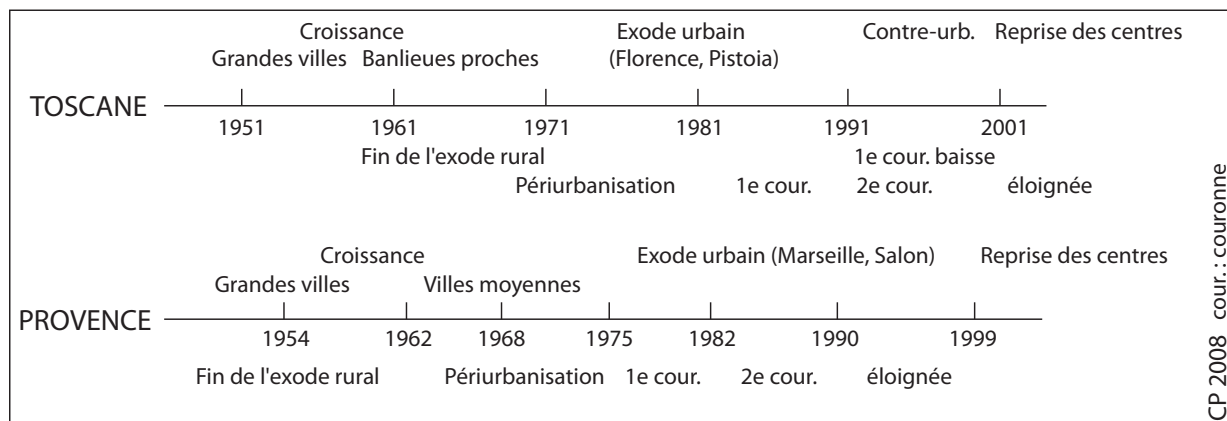 Croissance Exode urbain Contre-urb. Reprise des centres
Grandes villes Banlieues proches (Florence, Pistoia)
TOSCANE
1951 1961 1971 1981 1991 2001
Fin de l'exode rural 1e cour. baisse
Périurbanisation 1e cour. 2e cour. éloignée
Croissance Exode urbain (Marseille, Salon) Reprise des centres
Grandes villes Villes moyennes
PROVENCE
1954 1962 1968 1975 1982 1990 1999
Fin de l'exode rural Périurbanisation 1e cour. 2e cour. éloignée
CP 2008 cour. : couronne